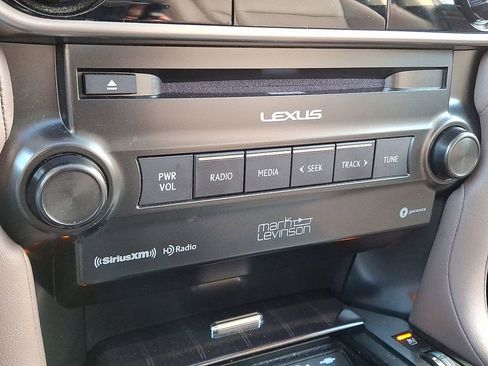 LEXUS
PWR VOL RADIO MEDIA < SEEK TRACK > TUNE
mark Levinson
SiriusXM HD Radio
gracenote